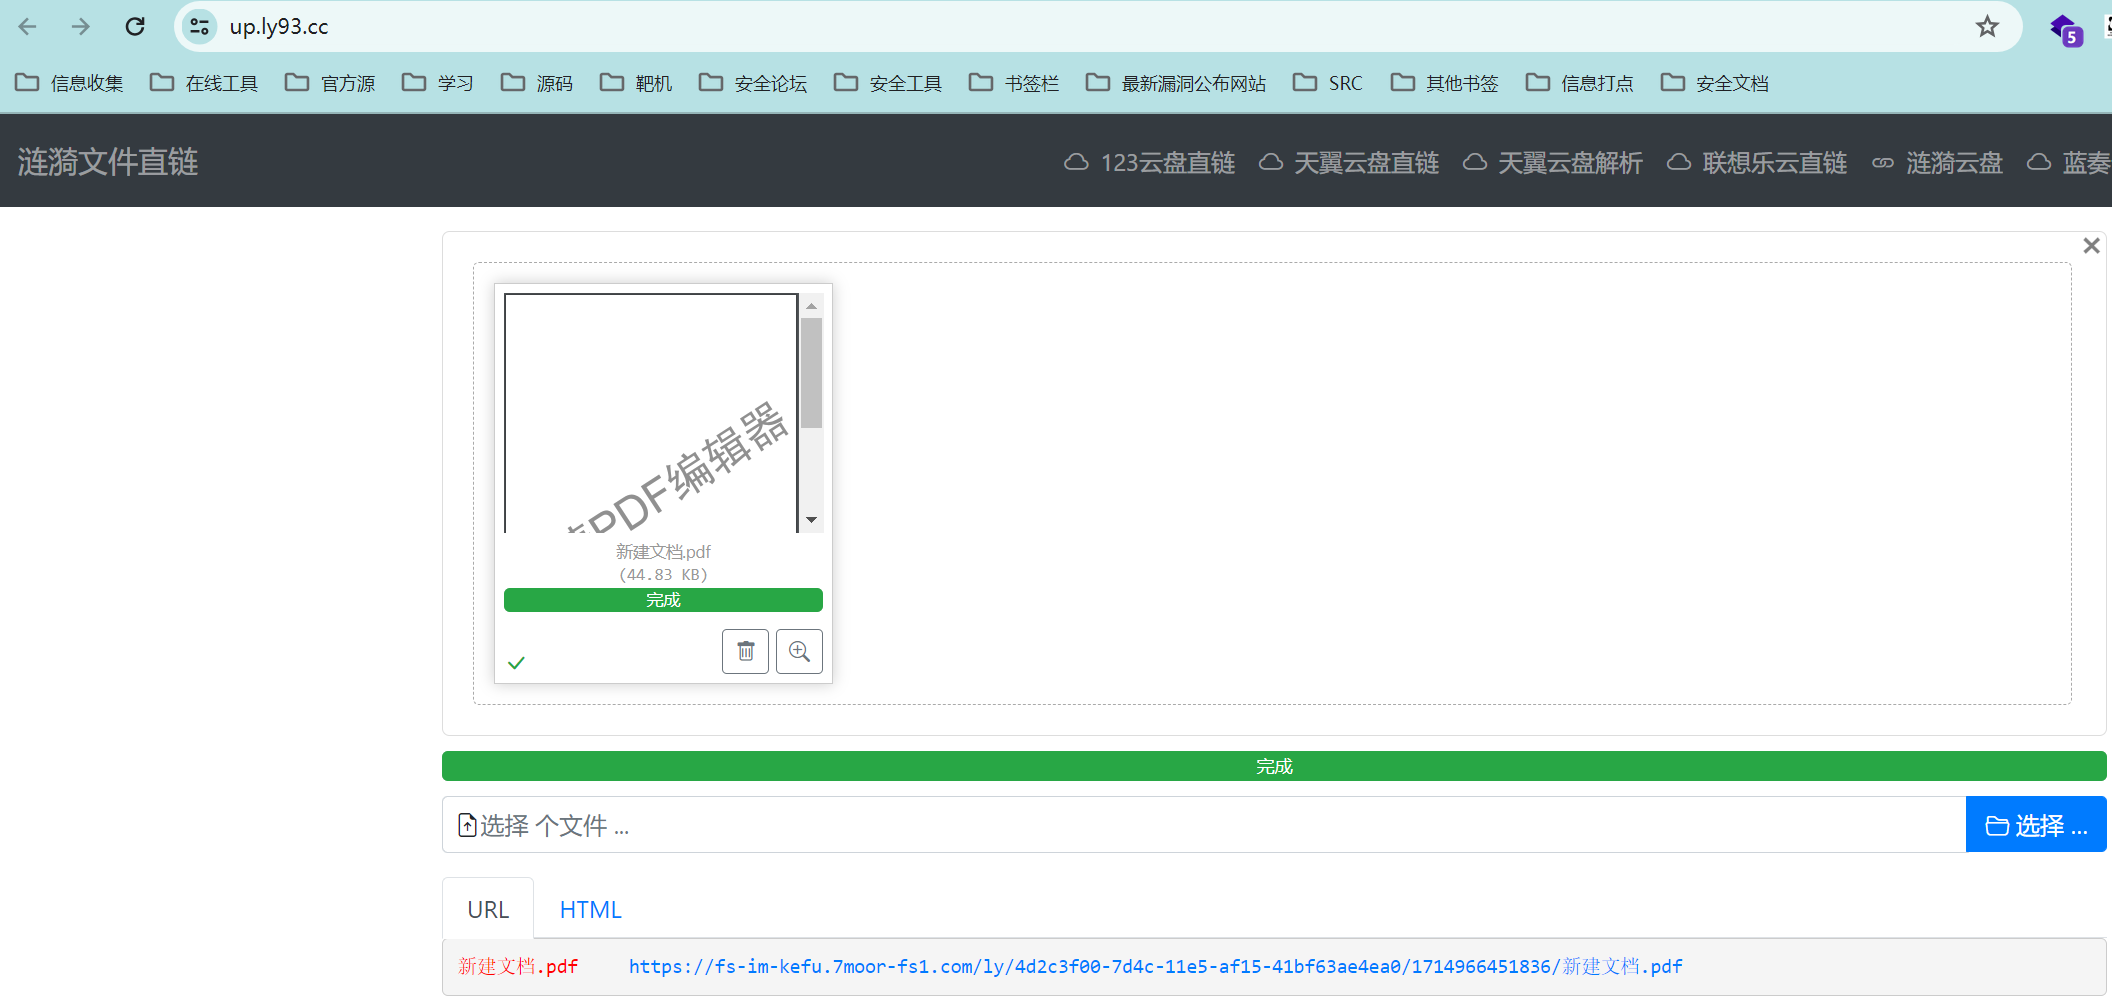 up.ly93.cc
5
信息收集 在线工具 官方源 学习 源码 靶机 安全论坛 安全工具 书签栏 最新漏洞公布网站 SRC 其他书签 信息打点 安全文档
涟漪文件直链 123云盘直链 天翼云盘直链 天翼云盘解析 联想乐云直链 涟漪云盘 蓝奏
PDF编辑器
新建文档.pdf
(44.83 KB)
完成
完成
选择 个文件 ...
选择 ...
URL HTML
新建文档.pdf https://fs-im-kefu.7moor-fs1.com/ly/4d2c3f00-7d4c-11e5-af15-41bf63ae4ea0/1714966451836/新建文档.pdf